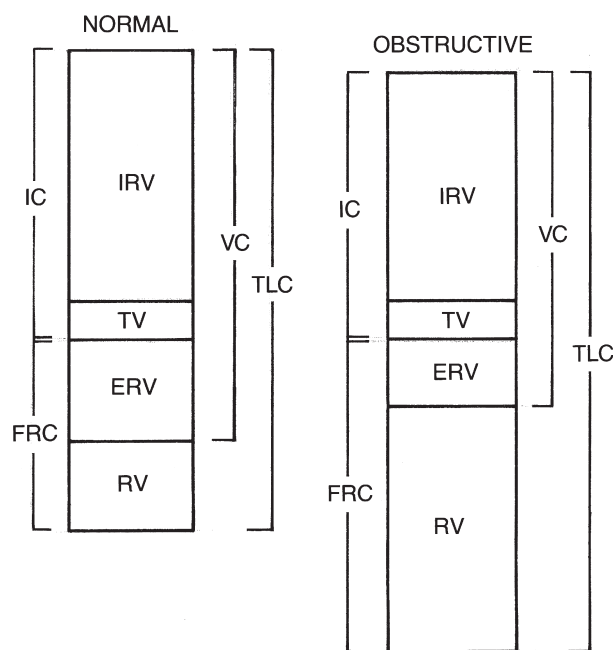 NORMAL
IRV
IC
VC
TLC
TV
ERV
FRC
RV
OBSTRUCTIVE
IRV
IC
VC
TV
TLC
ERV
FRC
RV